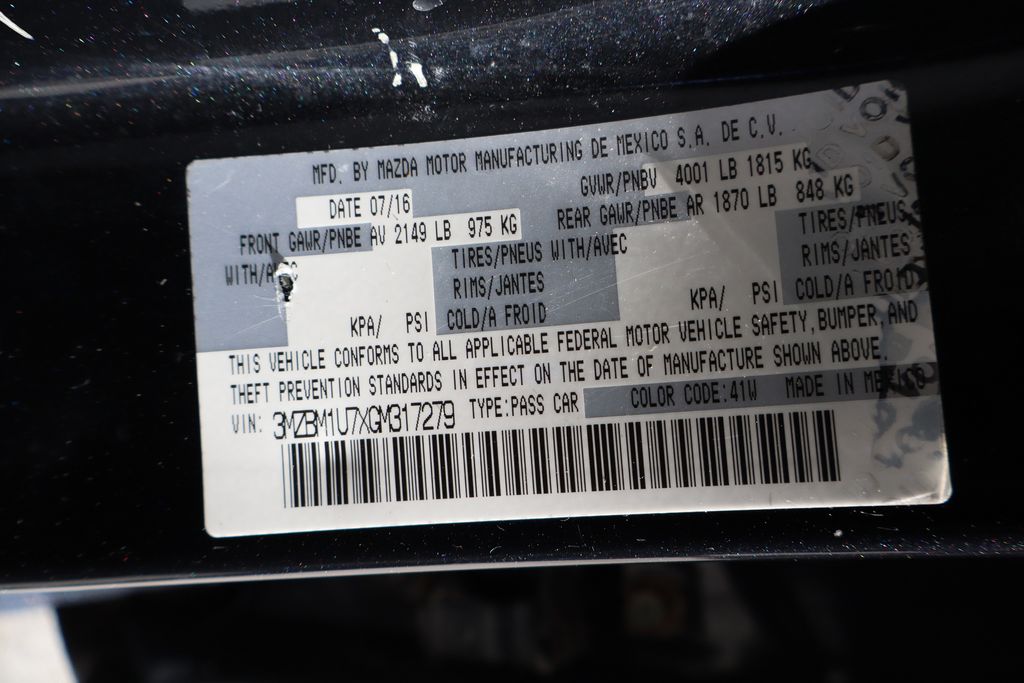 MFD. BY MAZDA MOTOR MANUFACTURING DE MEXICO S.A. DE C.V.
DATE 07/16 GVWR/PNBV 4001 LB 1815 KG
FRONT GAWR/PNBE AV 2149 LB 975 KG REAR GAWR/PNBE AR 1870 LB 848 KG
WITH/AVEC TIRES/PNEUS WITH/AVEC TIRES/PNEUS
RIMS/JANTES RIMS/JANTES
KPA/ PSI COLD/A FROID KPA/ PSI COLD/A FROID
THIS VEHICLE CONFORMS TO ALL APPLICABLE FEDERAL MOTOR VEHICLE SAFETY, BUMPER, AND
THEFT PREVENTION STANDARDS IN EFFECT ON THE DATE OF MANUFACTURE SHOWN ABOVE.
VIN: 3MZBM1U7XGM317279 TYPE:PASS CAR COLOR CODE:41W MADE IN MEXICO